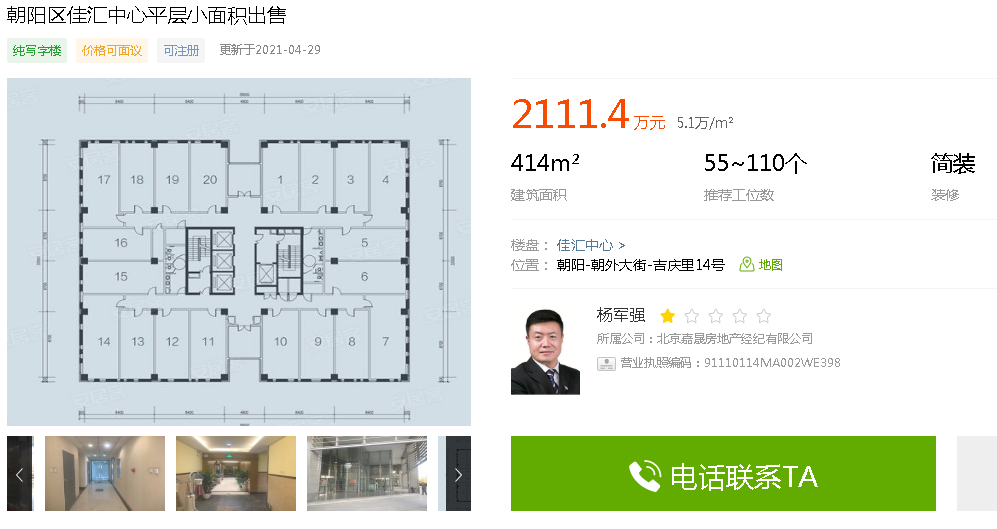 朝阳区佳汇中心平层小面积出售
纯写字楼 价格可面议 可注册 更新于2021-04-29
17 18 19 20 1 2 3 4
16 5
15 6
14 13 12 11 10 9 8 7
2111.4 万元 5.1万/m²
414m² 55~110个 简装
建筑面积 推荐工位数 装修
楼盘： 佳汇中心 >
位置： 朝阳-朝外大街-吉庆里14号 地图
杨军强
所属公司：北京嘉晟房地产经纪有限公司
营业执照编码：91110114MA002WE398
电话联系TA